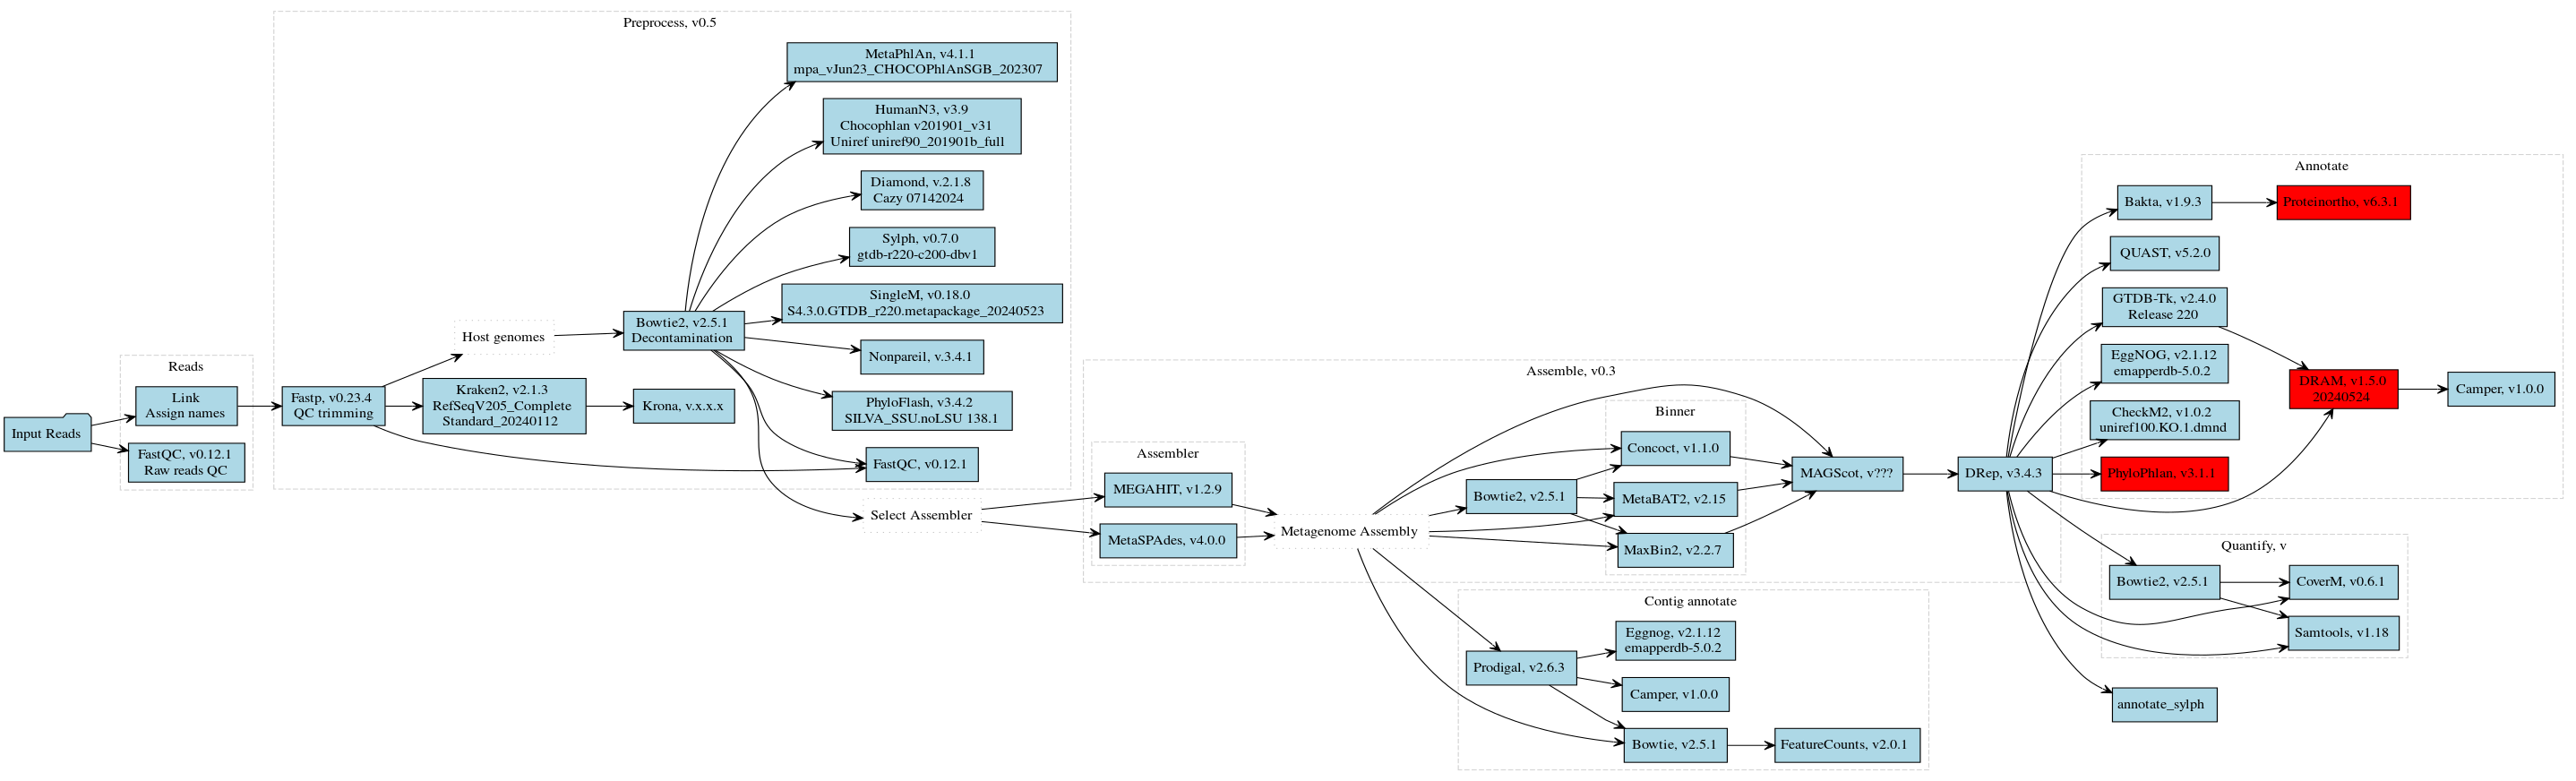 Input Reads
Reads
Link
Assign names
FastQC, v0.12.1
Raw reads QC
Preprocess, v0.5
Fastp, v0.23.4
QC trimming
Host genomes
Kraken2, v2.1.3
RefSeqV205_Complete
Standard_20240112
Krona, v.x.x.x
Bowtie2, v2.5.1
Decontamination
MetaPhlAn, v4.1.1
mpa_vJun23_CHOCOPhlAnSGB_202307
HumanN3, v3.9
Chocophlan v201901_v31
Uniref uniref90_201901b_full
Diamond, v.2.1.8
Cazy 07142024
Sylph, v0.7.0
gtdb-r220-c200-dbv1
SingleM, v0.18.0
S4.3.0.GTDB_r220.metapackage_20240523
Nonpareil, v.3.4.1
PhyloFlash, v3.4.2
SILVA_SSU.noLSU 138.1
FastQC, v0.12.1
Select Assembler
Assemble, v0.3
Assembler
MEGAHIT, v1.2.9
MetaSPAdes, v4.0.0
Metagenome Assembly
Bowtie2, v2.5.1
Binner
Concoct, v1.1.0
MetaBAT2, v2.15
MaxBin2, v2.2.7
MAGScot, v???
DRep, v3.4.3
Contig annotate
Prodigal, v2.6.3
Eggnog, v2.1.12
emapperdb-5.0.2
Camper, v1.0.0
Bowtie, v2.5.1
FeatureCounts, v2.0.1
Annotate
Bakta, v1.9.3
Proteinortho, v6.3.1
QUAST, v5.2.0
GTDB-Tk, v2.4.0
Release 220
EggNOG, v2.1.12
emapperdb-5.0.2
DRAM, v1.5.0
20240524
Camper, v1.0.0
CheckM2, v1.0.2
uniref100.KO.1.dmnd
PhyloPhlan, v3.1.1
Quantify, v
Bowtie2, v2.5.1
CoverM, v0.6.1
Samtools, v1.18
annotate_sylph